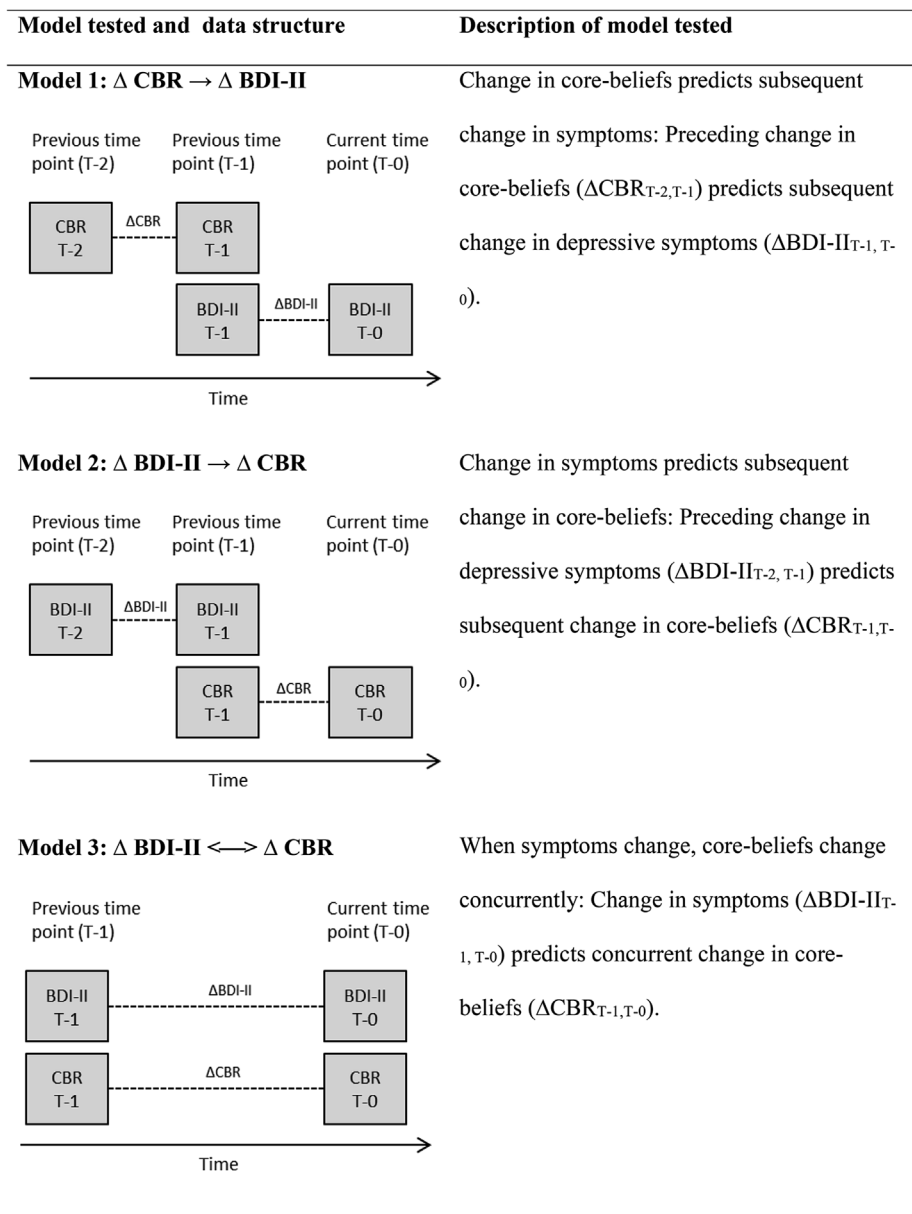 Model tested and data structure
Description of model tested
Model 1: Δ CBR → Δ BDI-II
Previous time
point (T-2)
Previous time
point (T-1)
Current time
point (T-0)
CBR
T-2
ΔCBR
CBR
T-1
BDI-II
T-1
ΔBDI-II
BDI-II
T-0
Time
Change in core-beliefs predicts subsequent
change in symptoms: Preceding change in
core-beliefs (ΔCBRT-2,T-1) predicts subsequent
change in depressive symptoms (ΔBDI-IIT-1, T-
0).
Model 2: Δ BDI-II → Δ CBR
Previous time
point (T-2)
Previous time
point (T-1)
Current time
point (T-0)
BDI-II
T-2
ΔBDI-II
BDI-II
T-1
CBR
T-1
ΔCBR
CBR
T-0
Time
Change in symptoms predicts subsequent
change in core-beliefs: Preceding change in
depressive symptoms (ΔBDI-IIT-2, T-1) predicts
subsequent change in core-beliefs (ΔCBRT-1,T-
0).
Model 3: Δ BDI-II <—> Δ CBR
Previous time
point (T-1)
Current time
point (T-0)
BDI-II
T-1
ΔBDI-II
BDI-II
T-0
CBR
T-1
ΔCBR
CBR
T-0
Time
When symptoms change, core-beliefs change
concurrently: Change in symptoms (ΔBDI-IIT-
1, T-0) predicts concurrent change in core-
beliefs (ΔCBRT-1,T-0).